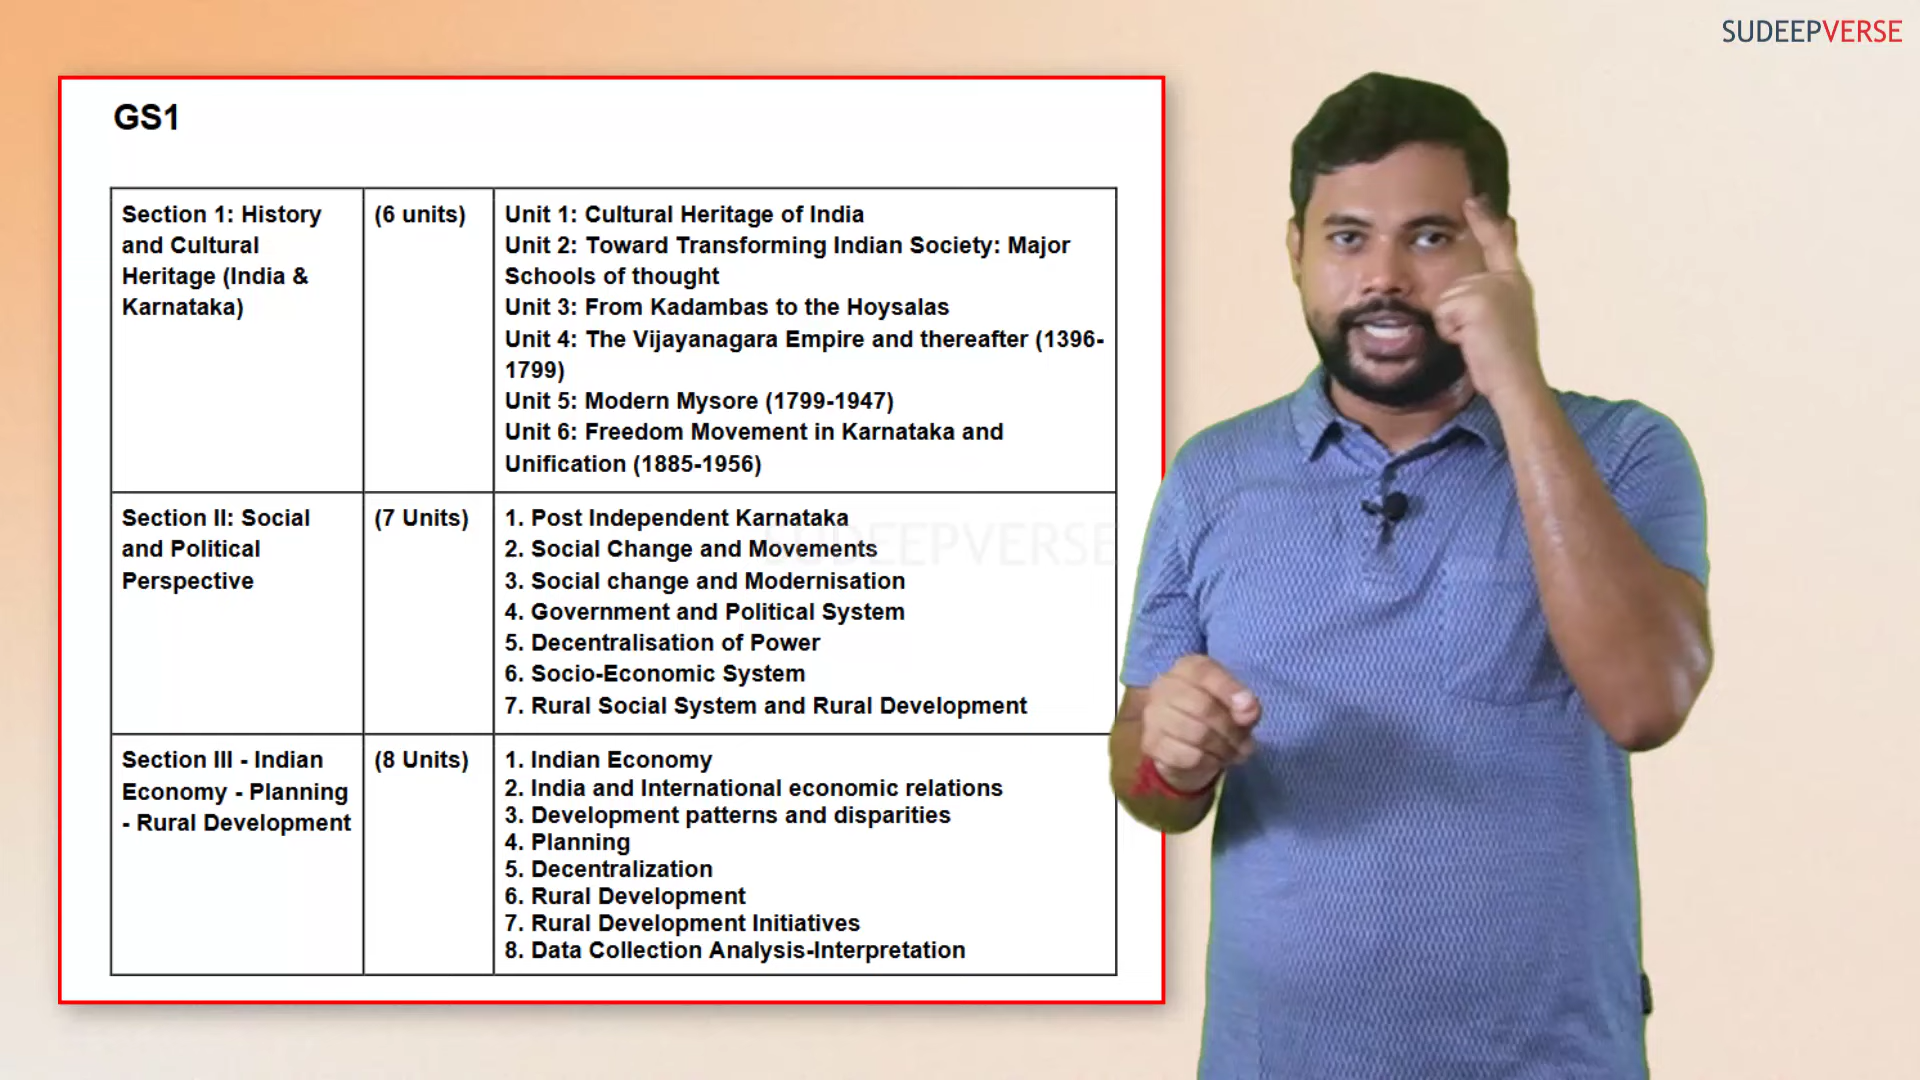 SUDEEPVERSE
GS1
Section 1: History
and Cultural
Heritage (India &
Karnataka)
(6 units)
Unit 1: Cultural Heritage of India
Unit 2: Toward Transforming Indian Society: Major
Schools of thought
Unit 3: From Kadambas to the Hoysalas
Unit 4: The Vijayanagara Empire and thereafter (1396-
1799)
Unit 5: Modern Mysore (1799-1947)
Unit 6: Freedom Movement in Karnataka and
Unification (1885-1956)
Section II: Social
and Political
Perspective
(7 Units)
1. Post Independent Karnataka
2. Social Change and Movements
3. Social change and Modernisation
4. Government and Political System
5. Decentralisation of Power
6. Socio-Economic System
7. Rural Social System and Rural Development
SUDEEPVERSE
Section III - Indian
Economy - Planning
- Rural Development
(8 Units)
1. Indian Economy
2. India and International economic relations
3. Development patterns and disparities
4. Planning
5. Decentralization
6. Rural Development
7. Rural Development Initiatives
8. Data Collection Analysis-Interpretation